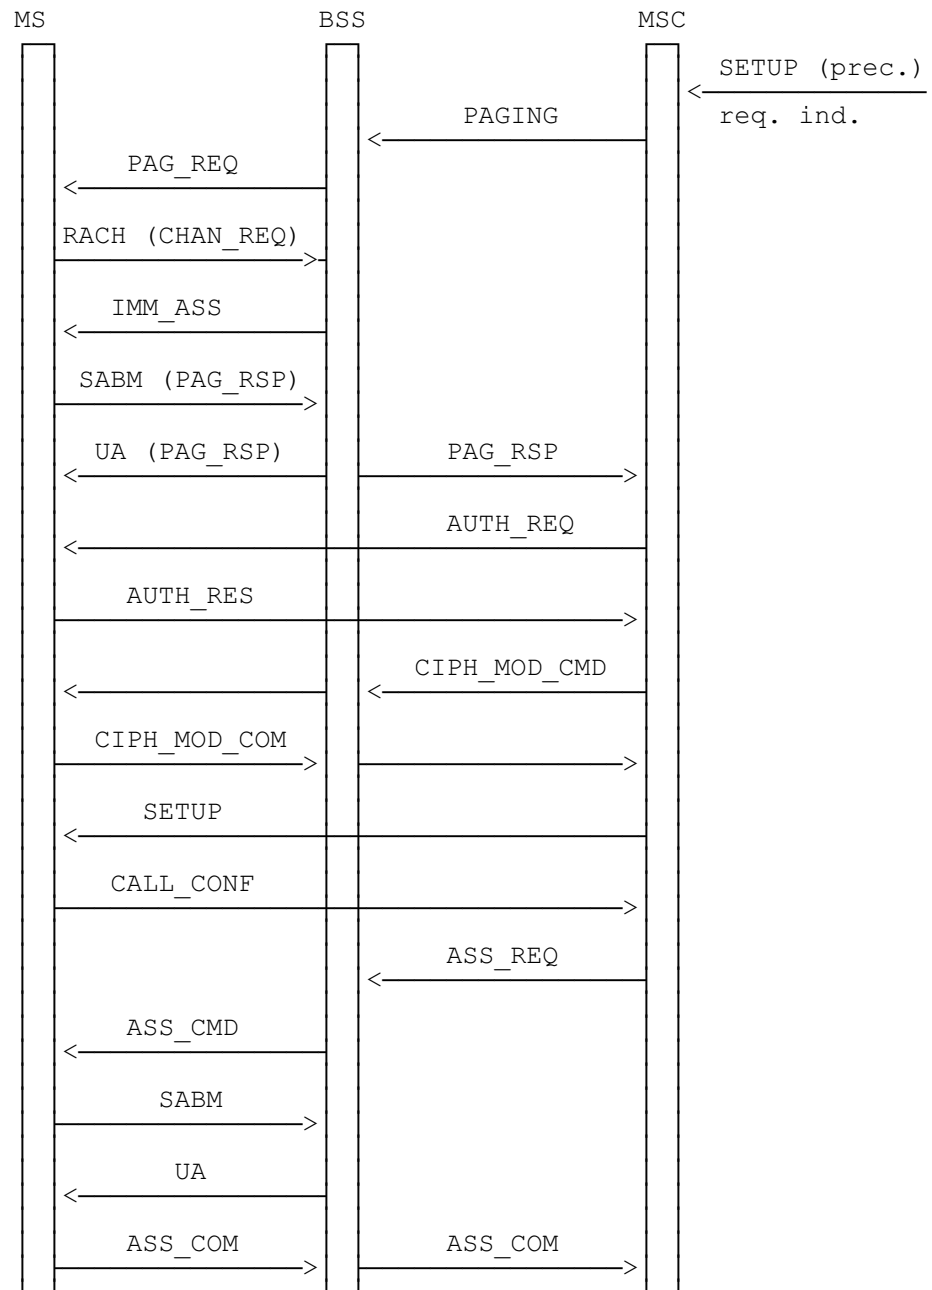 MS BSS MSC
SETUP (prec.)
PAGING
req. ind.
PAG_REQ
RACH (CHAN_REQ)
IMM_ASS
SABM (PAG_RSP)
UA (PAG_RSP) PAG_RSP
AUTH_REQ
AUTH_RES
CIPH_MOD_CMD
CIPH_MOD_COM
SETUP
CALL_CONF
ASS_REQ
ASS_CMD
SABM
UA
ASS_COM ASS_COM